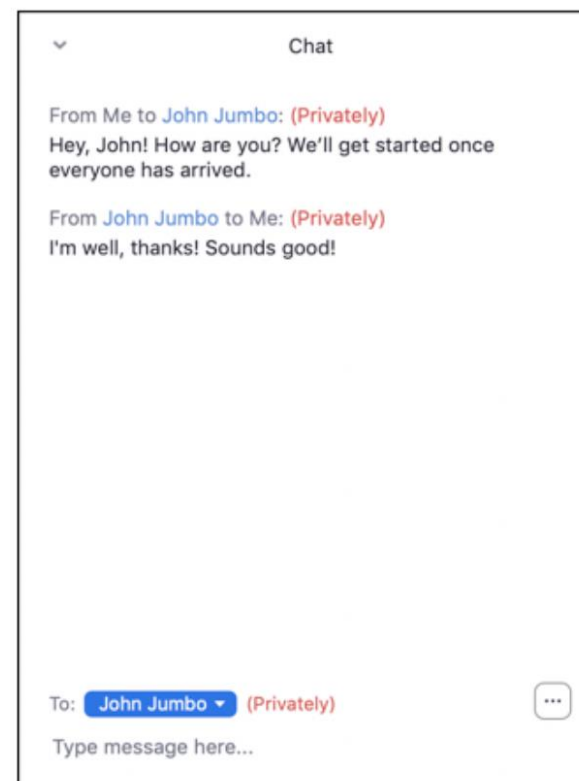 Chat
From Me to John Jumbo: (Privately)
Hey, John! How are you? We’ll get started once
everyone has arrived.
From John Jumbo to Me: (Privately)
I'm well, thanks! Sounds good!
To: John Jumbo (Privately)
Type message here...